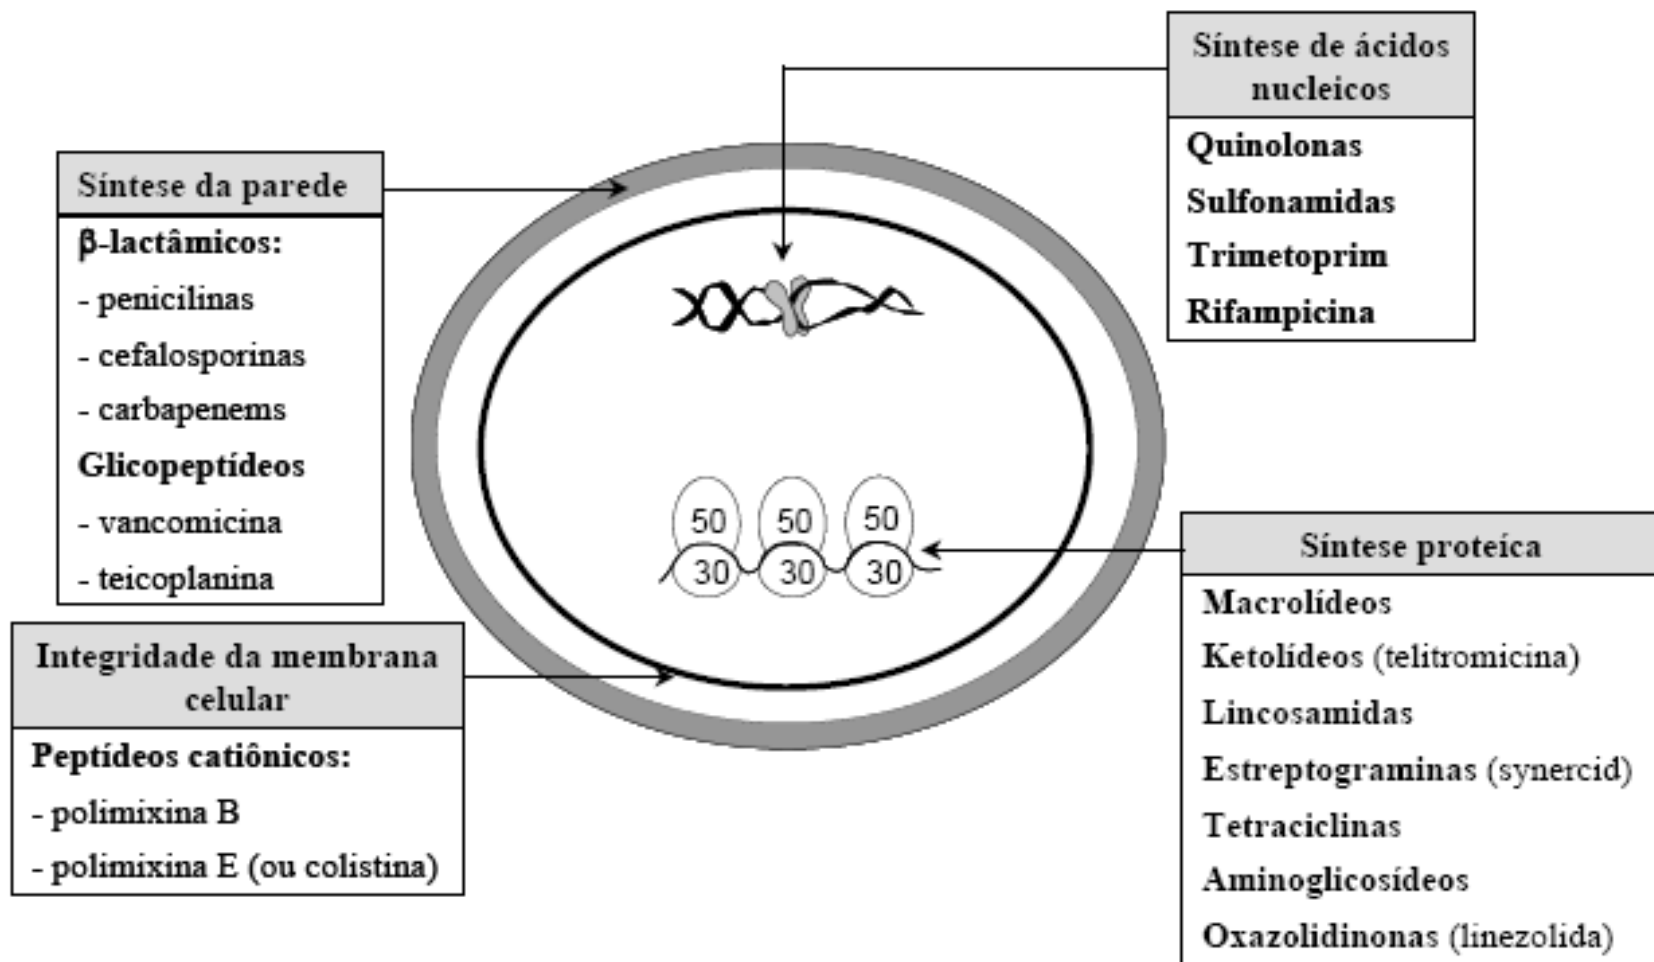 Síntese de ácidos
nucleicos
Quinolonas
Sulfonamidas
Trimetoprim
Rifampicina
Síntese da parede
β-lactâmicos:
- penicilinas
- cefalosporinas
- carbapenems
Glicopeptídeos
- vancomicina
- teicoplanina
50 50 50
30 30 30
Síntese proteíca
Macrolídeos
Ketolídeos (telitromicina)
Lincosamidas
Estreptograminas (synercid)
Tetraciclinas
Aminoglicosídeos
Oxazolidinonas (linezolida)
Integridade da membrana
celular
Peptídeos catiônicos:
- polimixina B
- polimixina E (ou colistina)